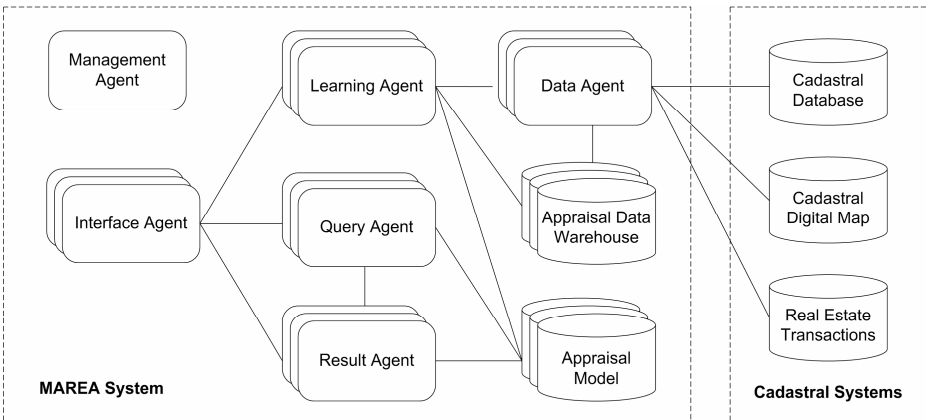 Management
Agent
Learning Agent
Data Agent
Cadastral
Database
Interface Agent
Query Agent
Appraisal Data
Warehouse
Cadastral
Digital Map
Result Agent
Appraisal
Model
Real Estate
Transactions
MAREA System
Cadastral Systems